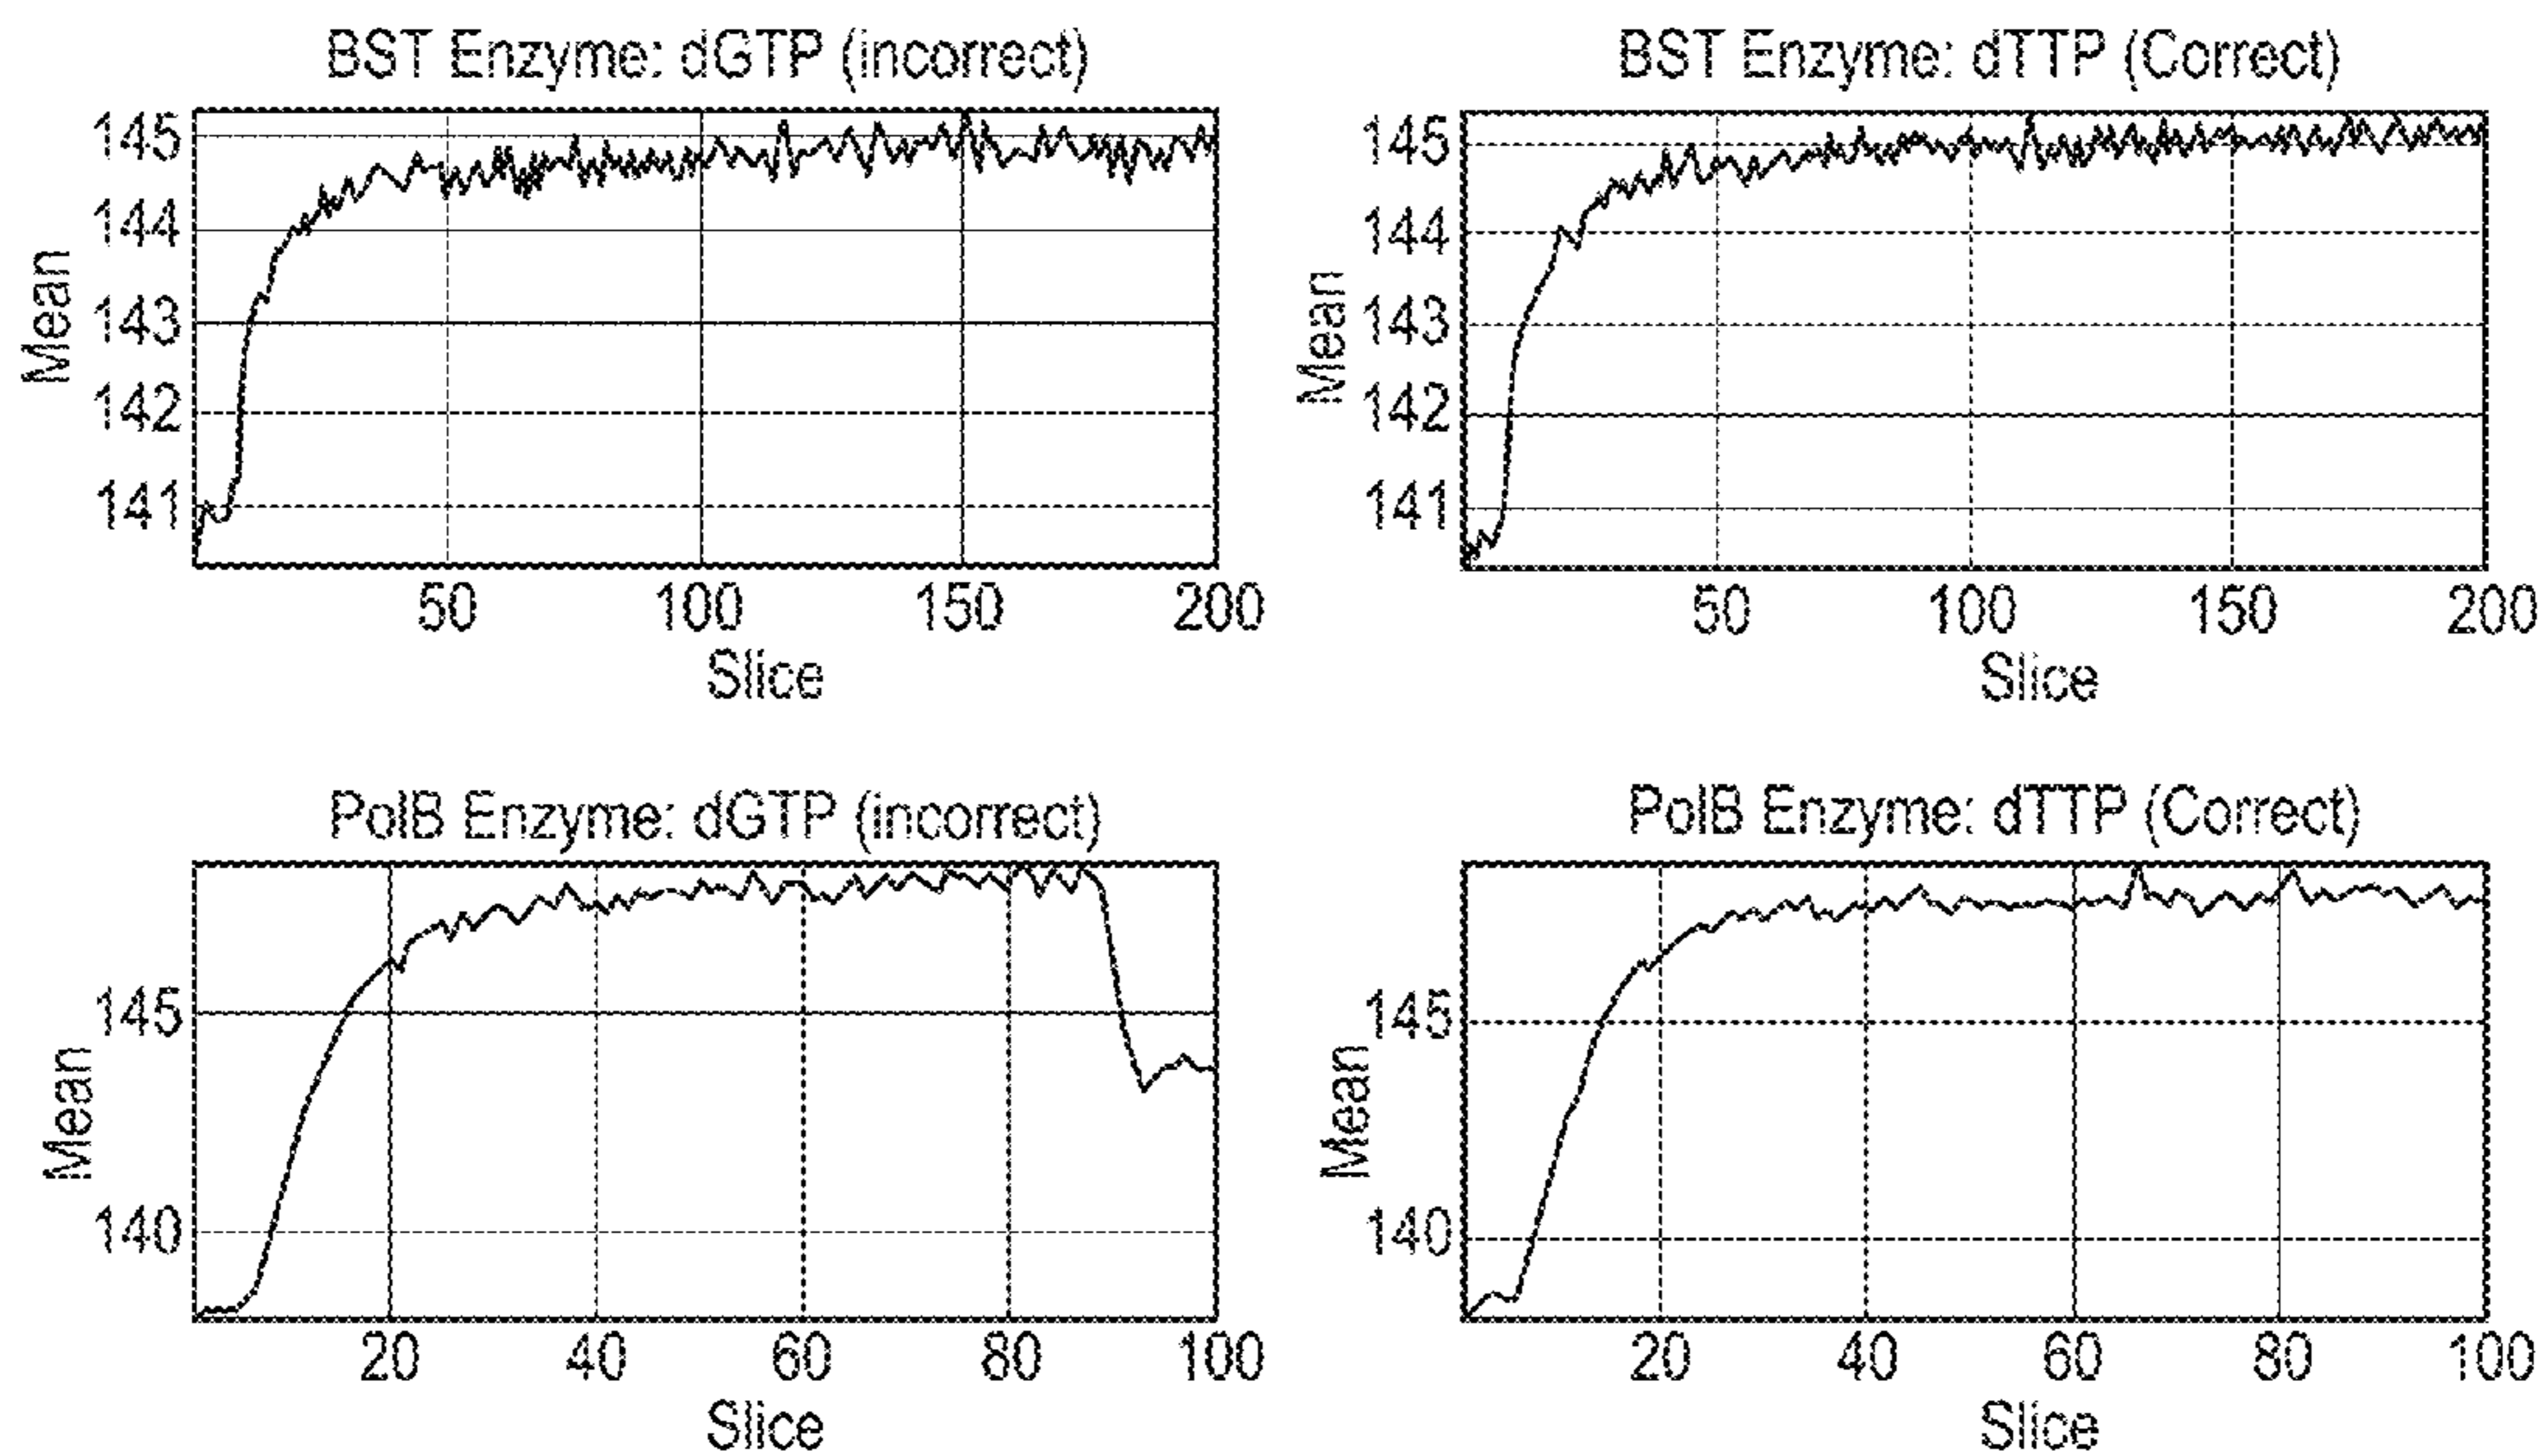 BST Enzyme: dGTP (incorrect)
145
144
143
142
141
Mean
50 100 150 200
Slice
BST Enzyme: dTTP (Correct)
145
144
143
142
141
Mean
50 100 150 200
Slice
PolB Enzyme: dGTP (incorrect)
145
140
Mean
20 40 60 80 100
Slice
PolB Enzyme: dTTP (Correct)
145
140
Mean
20 40 60 80 100
Slice